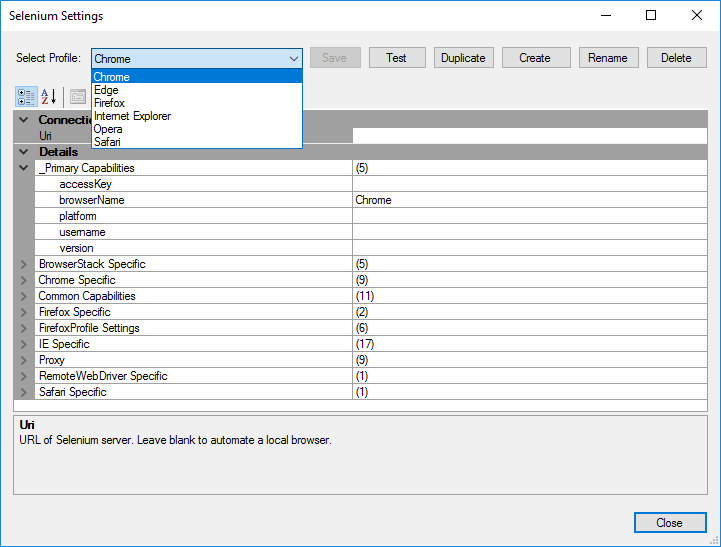 Selenium Settings
Select Profile: Chrome Save Test Duplicate Create Rename Delete
Chrome
Edge
Firefox
Internet Explorer
Opera
Safari
Uri
Details
_Primary Capabilities (5)
accessKey
browserName Chrome
platform
username
version
BrowserStack Specific (5)
Chrome Specific (9)
Common Capabilities (11)
Firefox Specific (2)
FirefoxProfile Settings (6)
IE Specific (17)
Proxy (9)
RemoteWebDriver Specific (1)
Safari Specific (1)
Uri
URL of Selenium server. Leave blank to automate a local browser.
Close